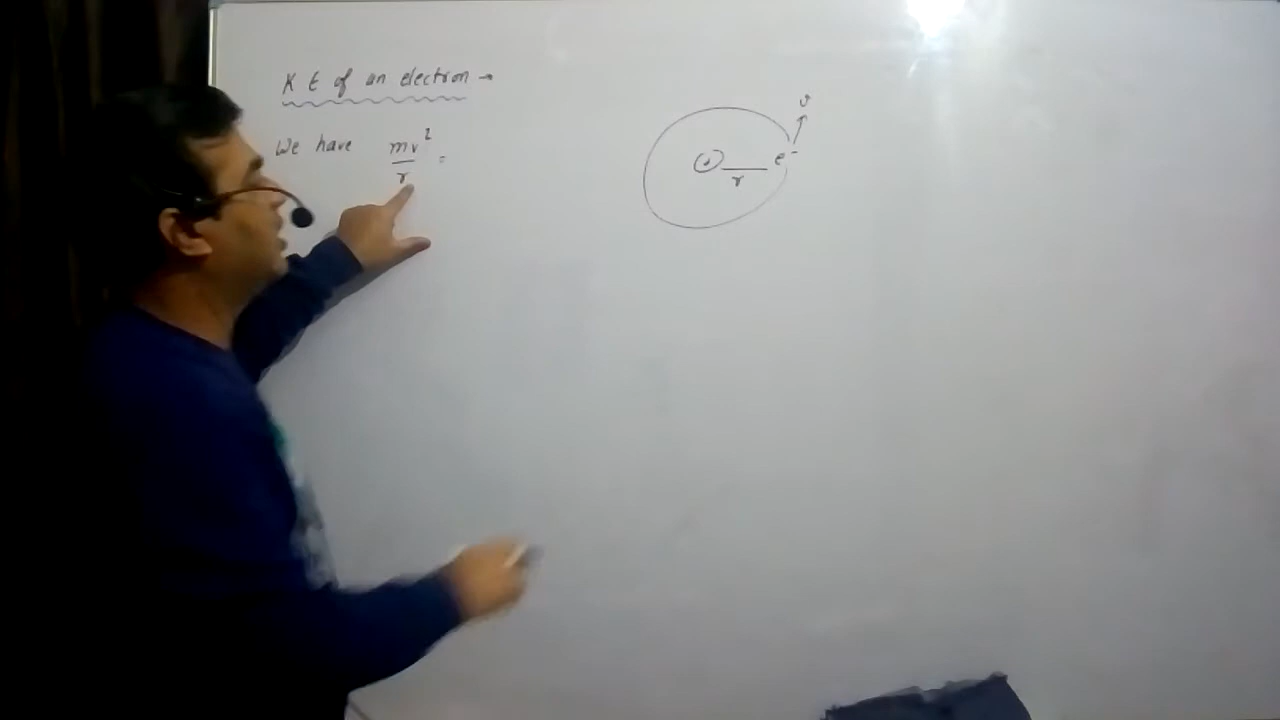 K E of an electron →
We have mv²/r =
v
+ e⁻
r